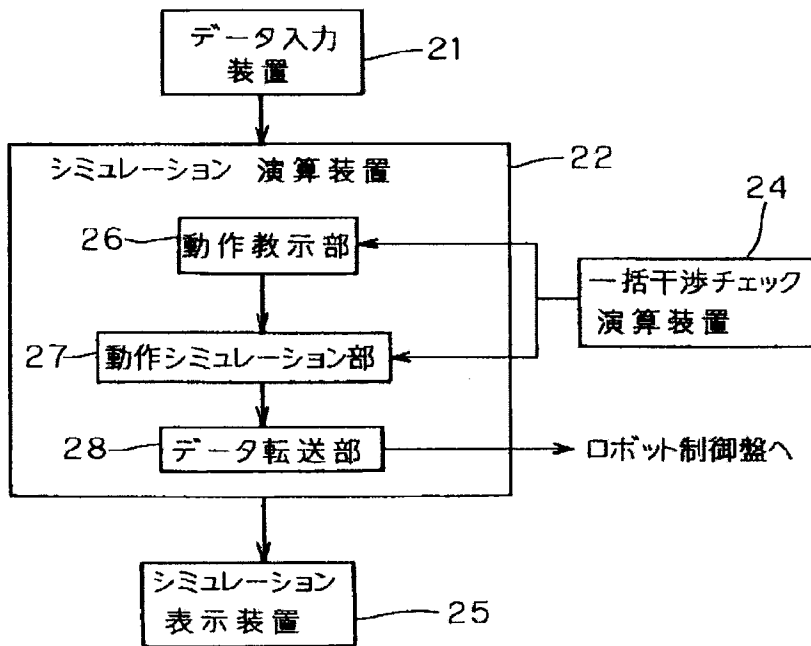 データ入力
装置
21
シミュレーション 演算装置
22
24
26
動作教示部
一括干渉チェック
演算装置
27
動作シミュレーション部
28
データ転送部
ロボット制御盤へ
シミュレーション
表示装置
25